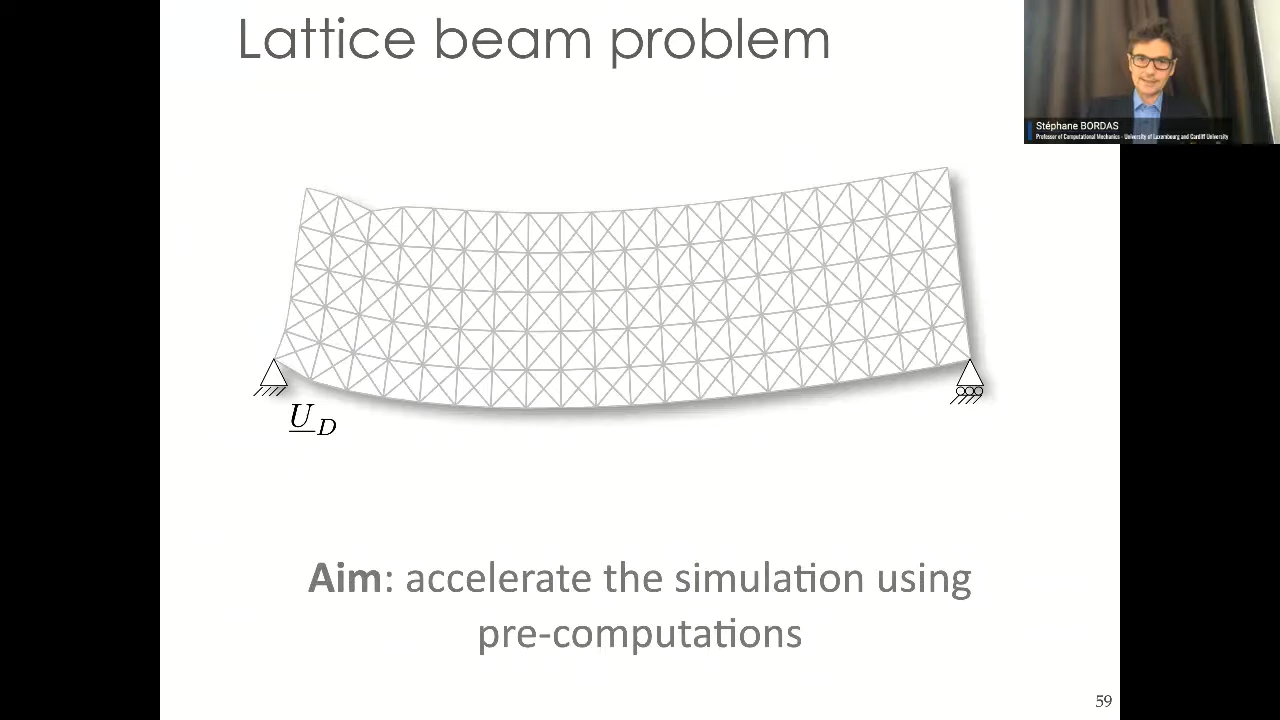 Lattice beam problem
Stéphane BORDAS
Professor of Computational Mechanics - University of Luxembourg and Cardiff University
U_D
Aim: accelerate the simulation using
pre-computations
59